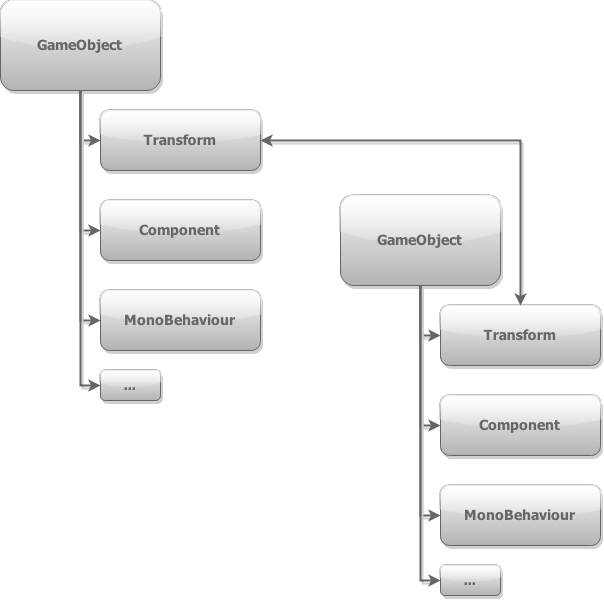 GameObject
Transform
Component
MonoBehaviour
...
GameObject
Transform
Component
MonoBehaviour
...